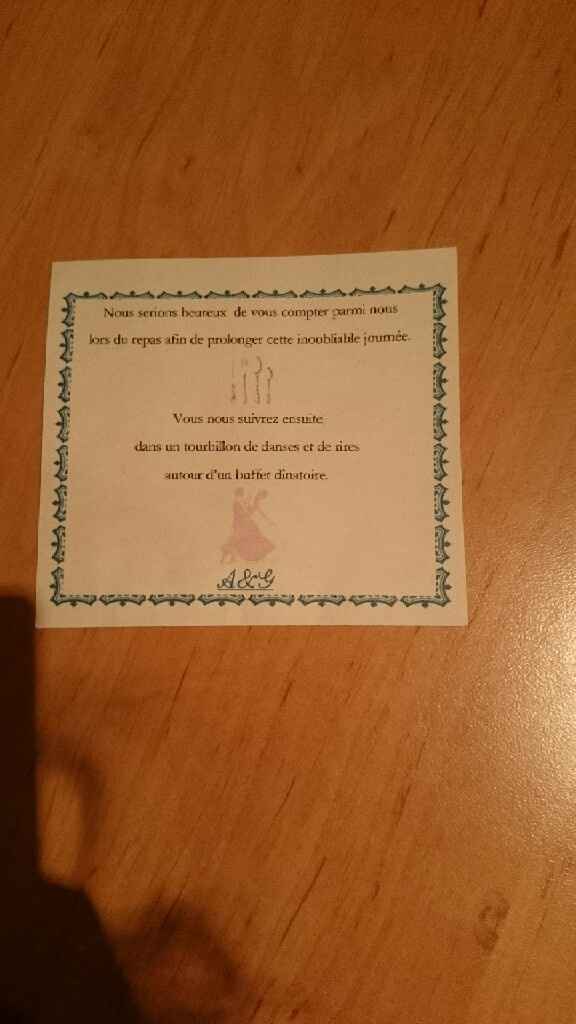 Nous serions heureux de vous compter parmi nous
lors du repas afin de prolonger cette inoubliable journée.
Vous nous suivrez ensuite
dans un tourbillon de danses et de rires
autour d'un buffet dînatoire.
A & G